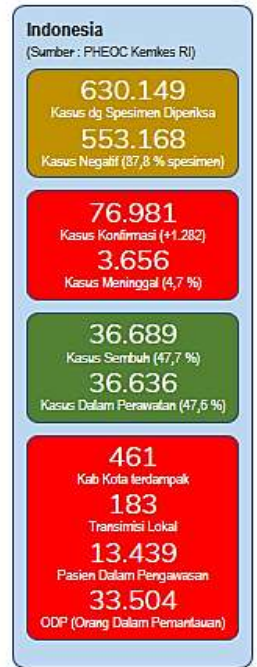 Indonesia
(Sumber : PHEOC Kemkes RI)
630.149
Kasus dg Spesimen Diperiksa
553.168
Kasus Negatif (87,8 % spesimen)
76.981
Kasus Konfirmasi (+1.282)
3.656
Kasus Meninggal (4,7 %)
36.689
Kasus Sembuh (47,7 %)
36.636
Kasus Dalam Perawatan (47,6 %)
461
Kab Kota terdampak
183
Transimisi Lokal
13.439
Pasien Dalam Pengawasan
33.504
ODP (Orang Dalam Pemantauan)